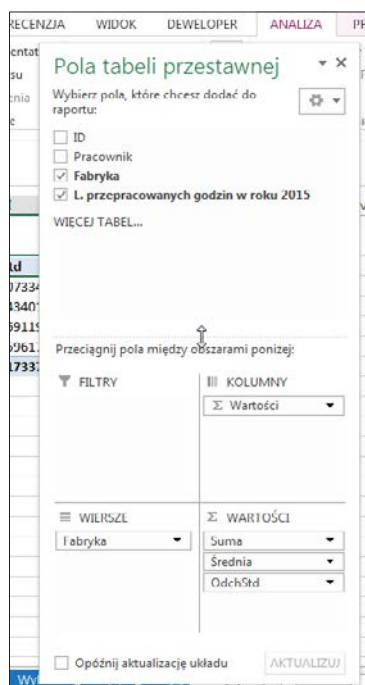 RECENZJA WIDOK DEWELOPER ANALIZA
Pola tabeli przestawnej
Wybierz pola, które chcesz dodać do
raportu:
ID
Pracownik
Fabryka
L. przepracowanych godzin w roku 2015
WIĘCEJ TABEL...
Przeciągnij pola między obszarami poniżej:
FILTRY
KOLUMNY
Σ Wartości
WIERSZE
Fabryka
Σ WARTOŚCI
Suma
Średnia
OdchStd
Opóźnij aktualizację układu
AKTUALIZUJ